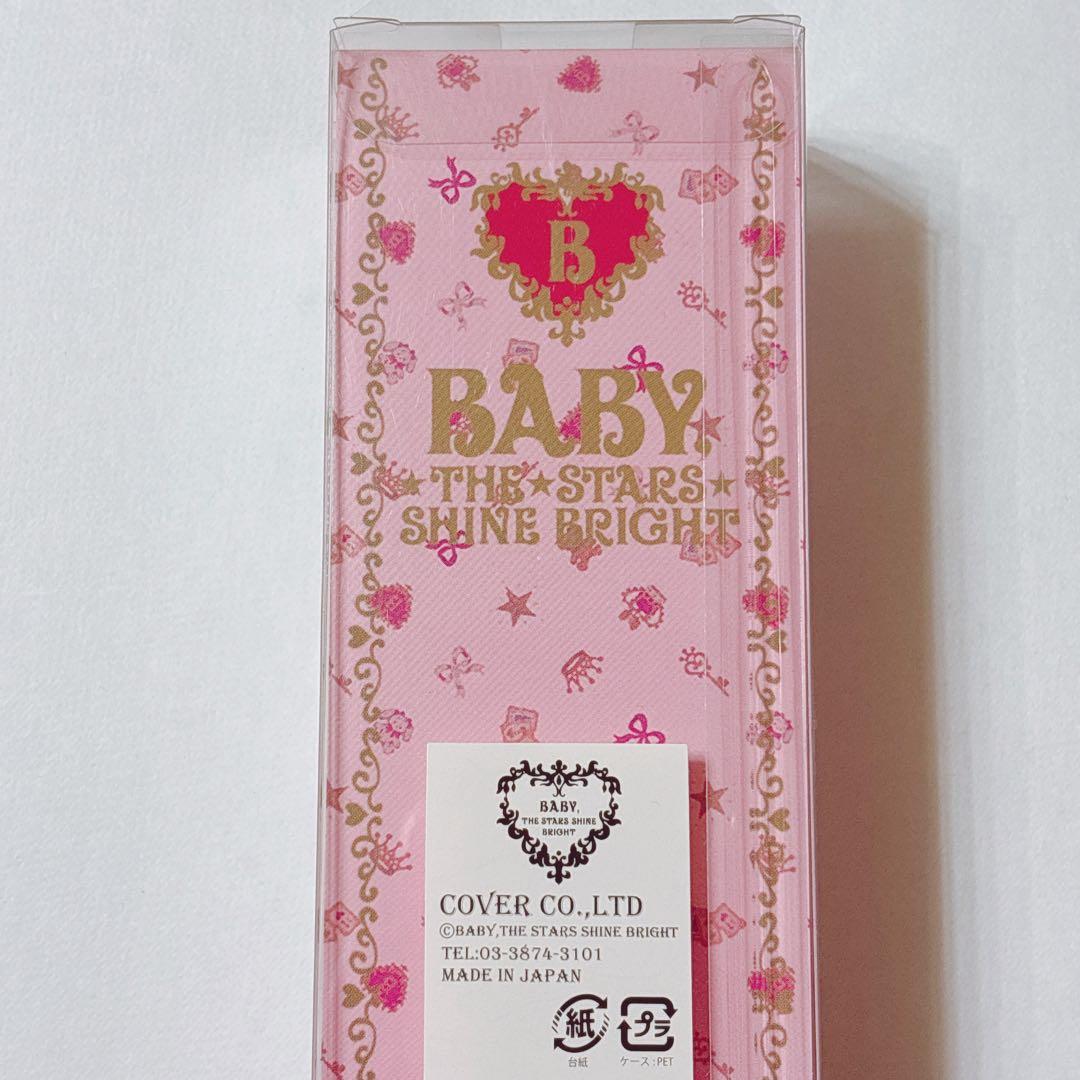 B
BABY,
★THE★STARS★
SHINE BRIGHT
BABY,
THE STARS SHINE
BRIGHT
COVER CO.,LTD
©BABY,THE STARS SHINE BRIGHT
TEL:03-3874-3101
MADE IN JAPAN
紙 プラ
台紙 ケース:PET